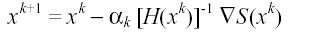 x^{k+1} = x^k − α_k [H(x^k)]^{-1} ∇S(x^k)